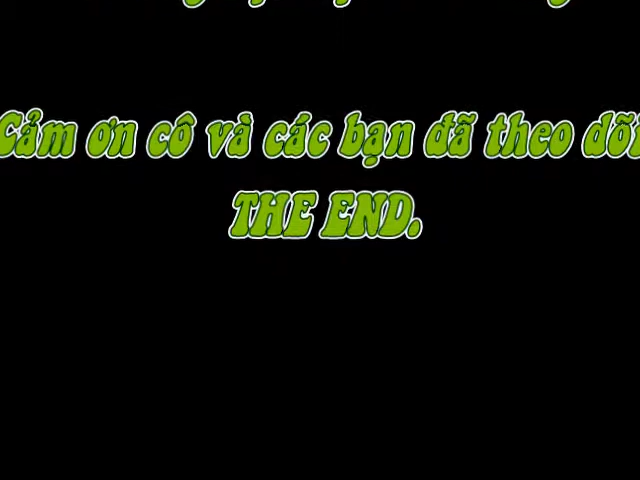 Cảm ơn cô và các bạn đã theo dõi
THE END.